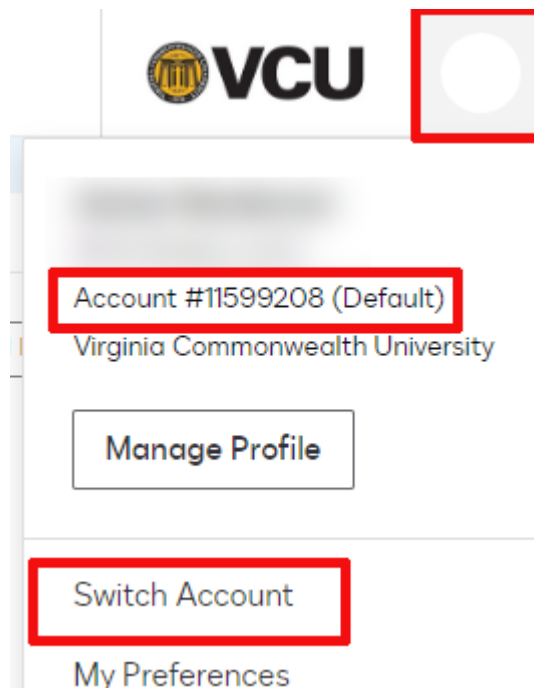 VCU
Account #11599208 (Default)
Virginia Commonwealth University
Manage Profile
Switch Account
My Preferences